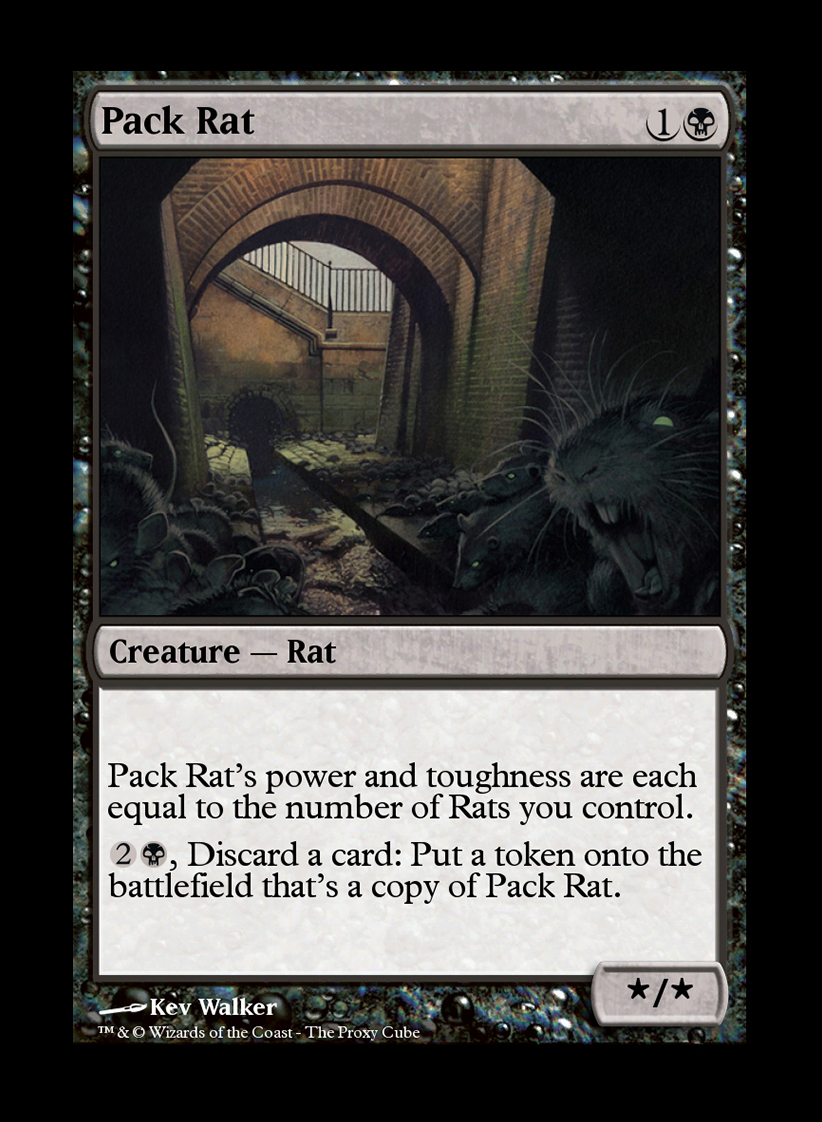 Pack Rat 1
Creature — Rat
Pack Rat's power and toughness are each
equal to the number of Rats you control.
2 , Discard a card: Put a token onto the
battlefield that's a copy of Pack Rat.
*/*
Kev Walker
™ & © Wizards of the Coast - The Proxy Cube